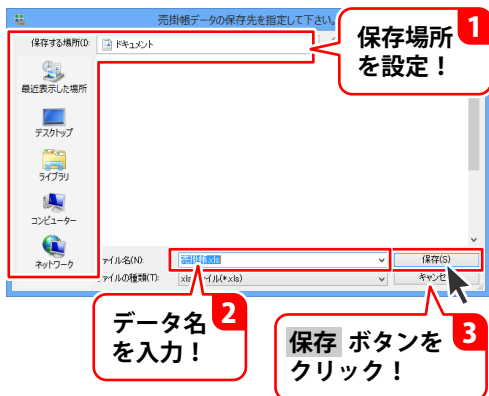 売掛帳データの保存先を指定して下さい。
保存する場所(I):
ドキュメント
1
保存場所
を設定！
最近表示した場所
デスクトップ
ライブラリ
コンピューター
ネットワーク
ァイル名(N):
売掛帳.xls
保存(S)
ァイルの種類(T):
xlsファイル(*.xls)
キャンセ
2
データ名
を入力！
3
保存 ボタンを
クリック！